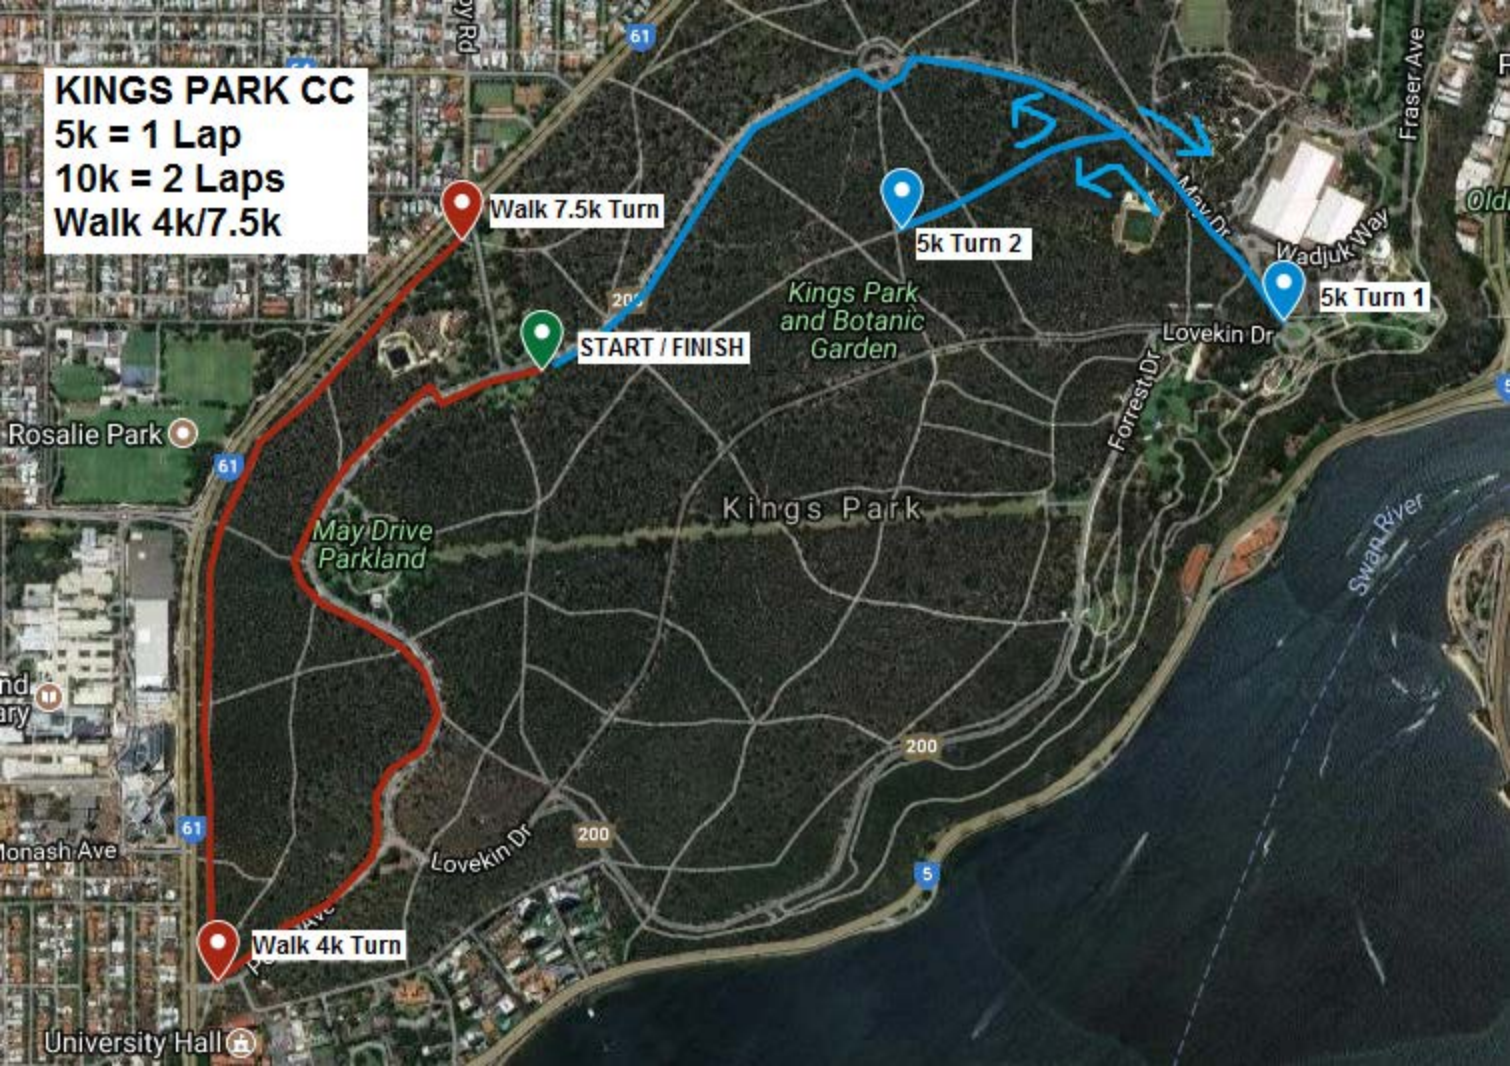 KINGS PARK CC
5k = 1 Lap
10k = 2 Laps
Walk 4k/7.5k
61
Fraser Ave
Walk 7.5k Turn
May Dr
Wadjuk Way
5k Turn 2
5k Turn 1
Kings Park
and Botanic
Garden
Lovekin Dr
START / FINISH
Forrest Dr
Rosalie Park
61
May Drive
Parkland
Kings Park
Swan River
200
61
200
Lovekin Dr
5
Walk 4k Turn
University Hall